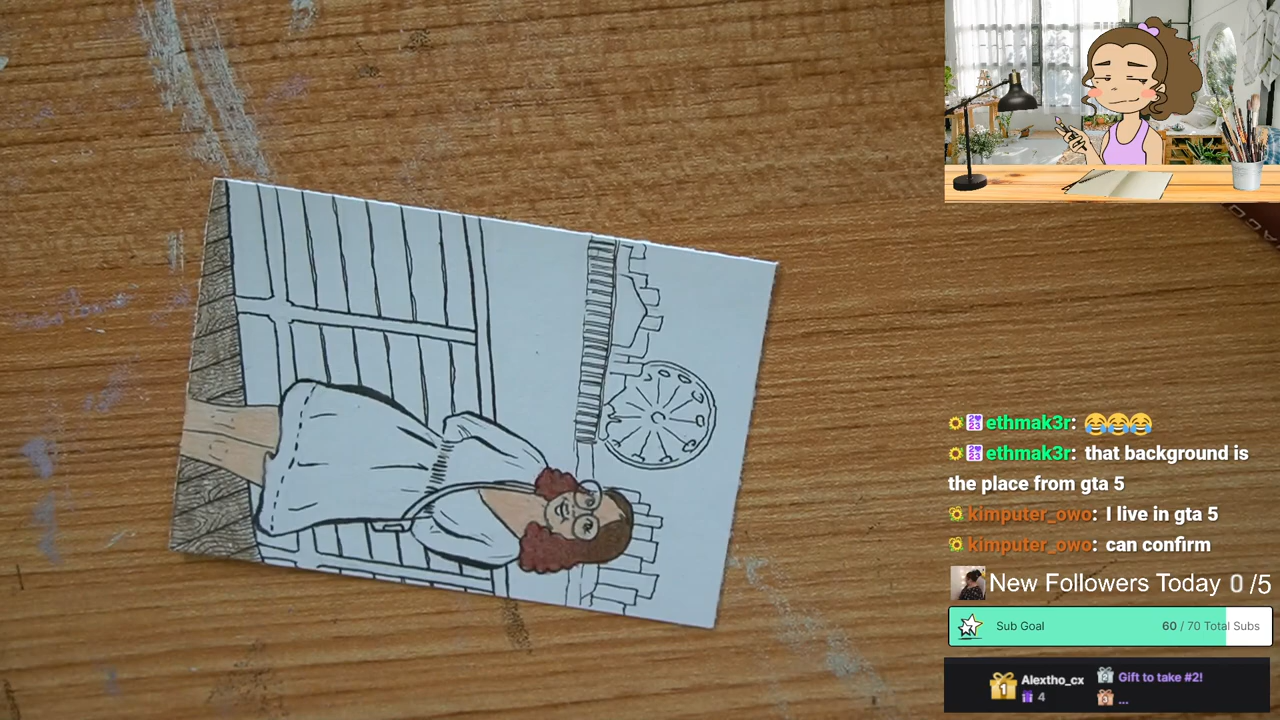 ethmak3r: 😂😂😂
ethmak3r: that background is
the place from gta 5
kimputer_owo: I live in gta 5
kimputer_owo: can confirm
New Followers Today 0 /5
Sub Goal 60 / 70 Total Subs
1 Alextho_cx
4
Gift to take #2!
...